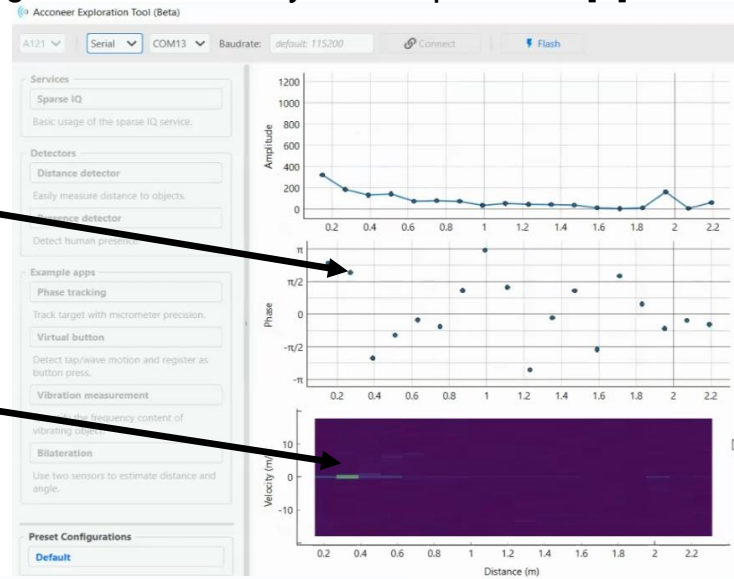 Acconeer Exploration Tool (Beta)
A121 Serial COM13 Baudrate: default: 115200 Connect Flash
Services
Sparse IQ
Basic usage of the sparse IQ service.
Detectors
Distance detector
Easily measure distance to objects.
Presence detector
Detect human presence
Example apps
Phase tracking
Track target with micrometer precision.
Virtual button
Detect tap/wave motion and register as
button press.
Vibration measurement
the frequency content of
vibrating object
Bilateration
Use two sensors to estimate distance and
angle.
Preset Configurations
Default
1200
1000
800
600
400
200
0
Amplitude
0.2 0.4 0.6 0.8 1 1.2 1.4 1.6 1.8 2 2.2
π
π/2
0
-π/2
-π
Phase
0.2 0.4 0.6 0.8 1 1.2 1.4 1.6 1.8 2 2.2
10
0
-10
Velocity (m/
0.2 0.4 0.6 0.8 1 1.2 1.4 1.6 1.8 2 2.2
Distance (m)